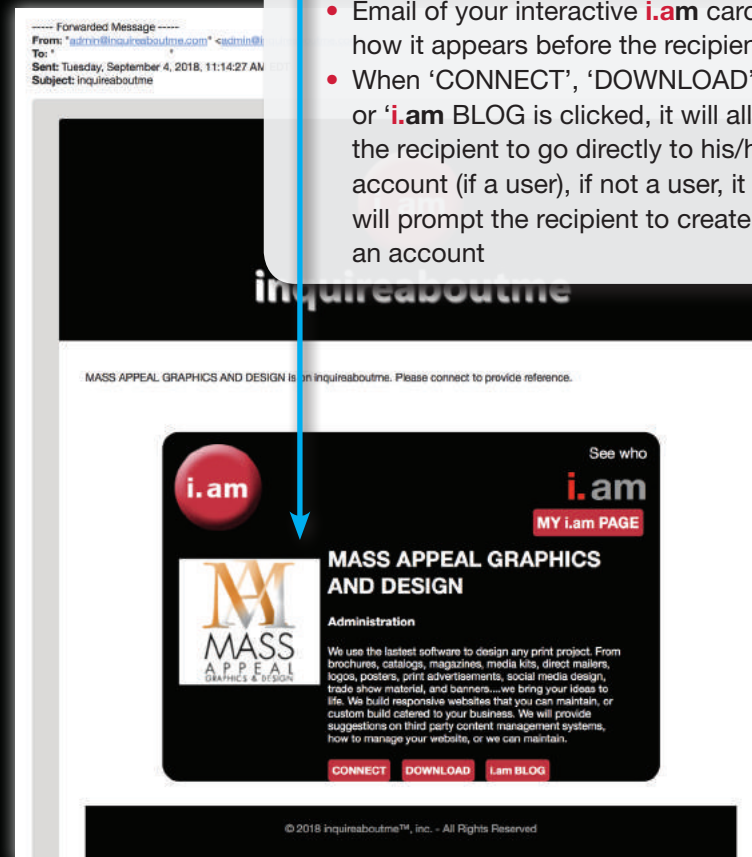 ----- Forwarded Message -----
From: "admin@inquireaboutme.com" <admin@i
To: " "
Sent: Tuesday, September 4, 2018, 11:14:27 AM
Subject: inquireaboutme
• Email of your interactive i.am card
how it appears before the recipien
• When ‘CONNECT’, ‘DOWNLOAD’
or ‘i.am BLOG is clicked, it will all
the recipient to go directly to his/h
account (if a user), if not a user, it
will prompt the recipient to create
an account
i.am
inquireaboutme
MASS APPEAL GRAPHICS AND DESIGN is on inquireaboutme. Please connect to provide reference.
i.am
See who
i.am
MY i.am PAGE
MASS
APPEAL
GRAPHICS & DESIGN
MASS APPEAL GRAPHICS
AND DESIGN
Administration
We use the lastest software to design any print project. From
brochures, catalogs, magazines, media kits, direct mailers,
logos, posters, print advertisements, social media design,
trade show material, and banners....we bring your ideas to
life. We build responsive websites that you can maintain, or
custom build catered to your business. We will provide
suggestions on third party content management systems,
how to manage your website, or we can maintain.
CONNECT DOWNLOAD i.am BLOG
© 2018 inquireaboutme™, inc. - All Rights Reserved